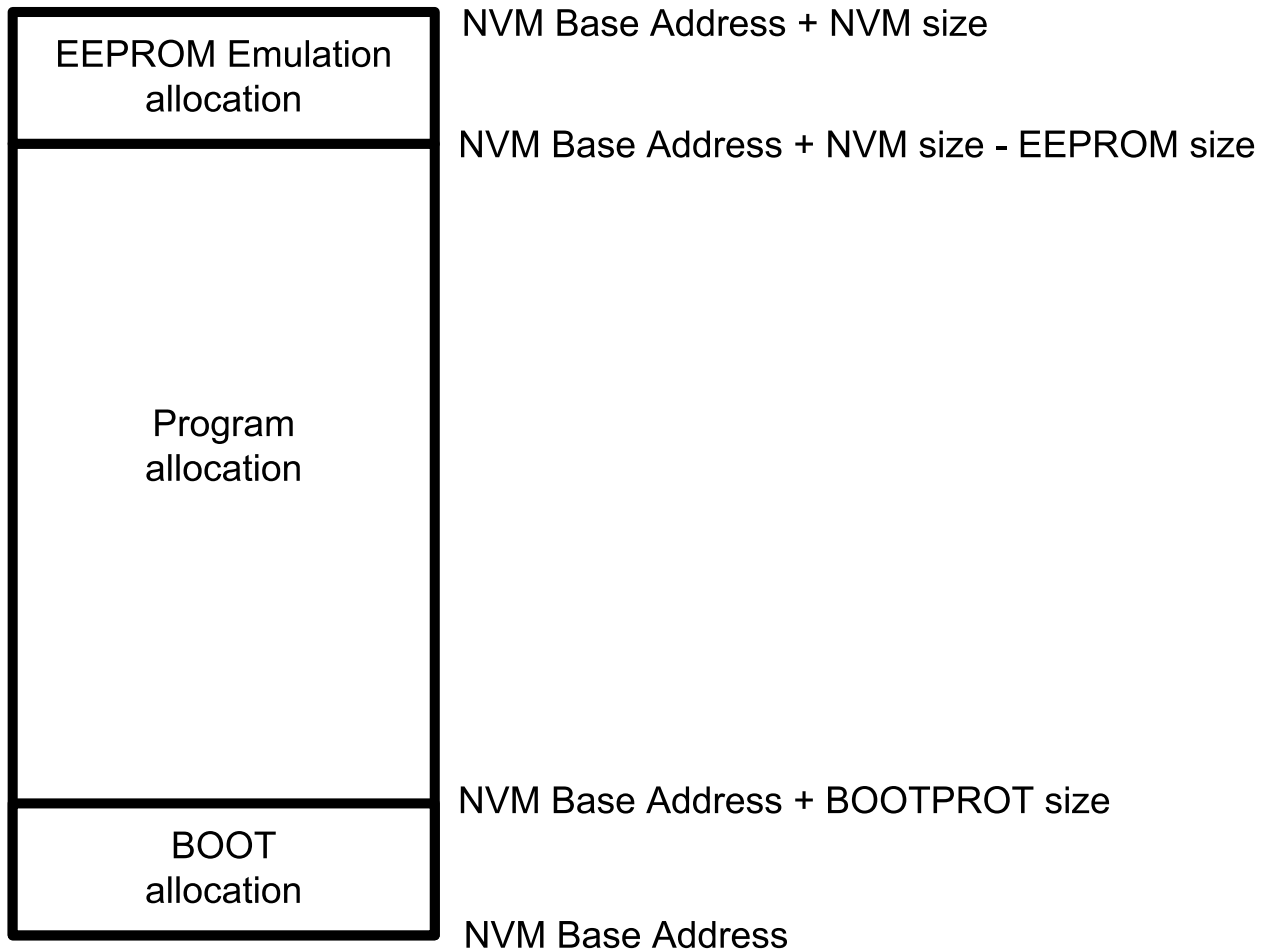 NVM Base Address + NVM size
EEPROM Emulation
allocation
NVM Base Address + NVM size - EEPROM size
Program
allocation
NVM Base Address + BOOTPROT size
BOOT
allocation
NVM Base Address